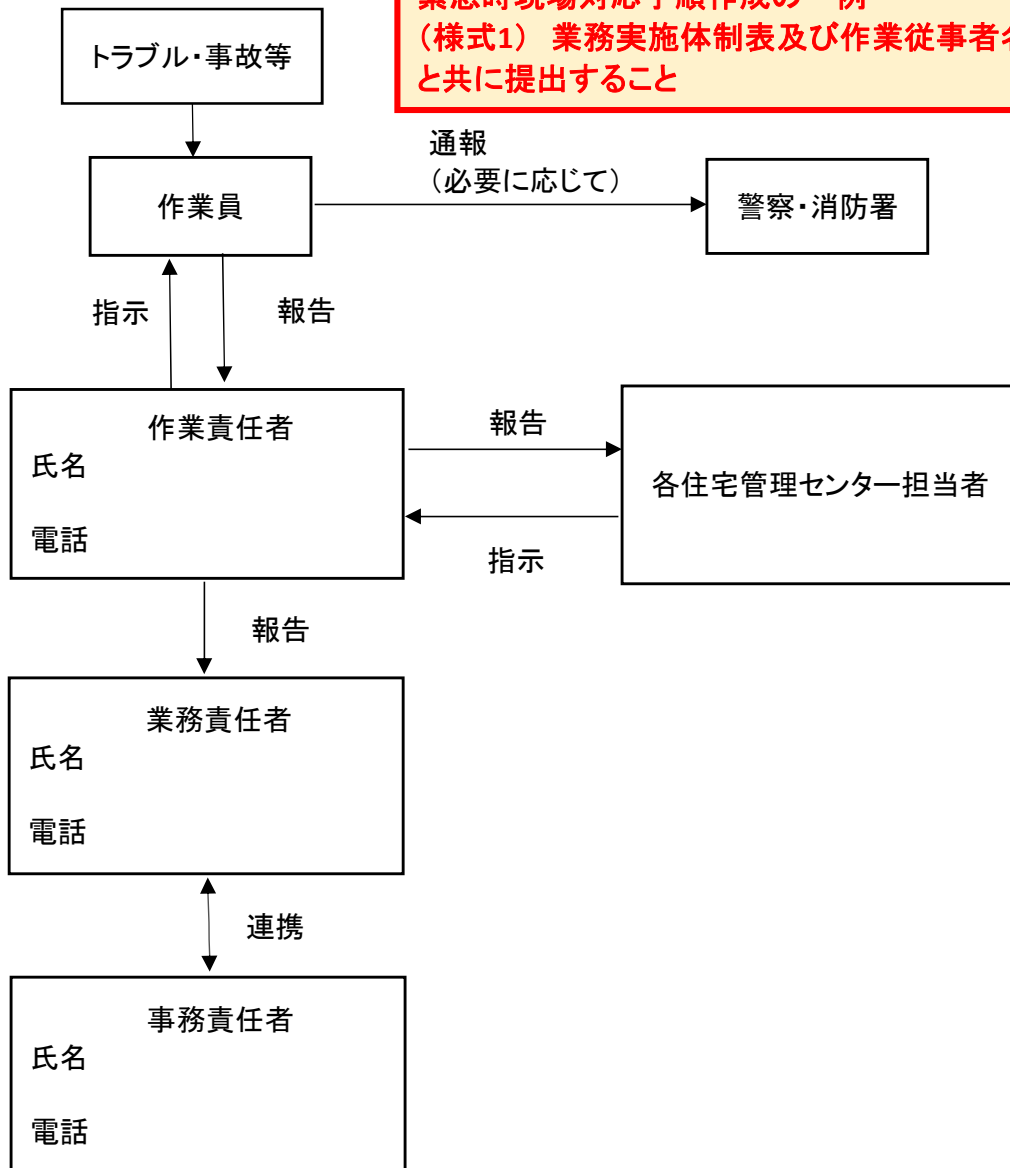 (様式1) 業務実施体制表及び作業従事者
と共に提出すること
トラブル・事故等
通報
(必要に応じて)
作業員
警察・消防署
指示
報告
作業責任者
氏名
電話
報告
各住宅管理センター担当者
指示
報告
業務責任者
氏名
電話
連携
事務責任者
氏名
電話